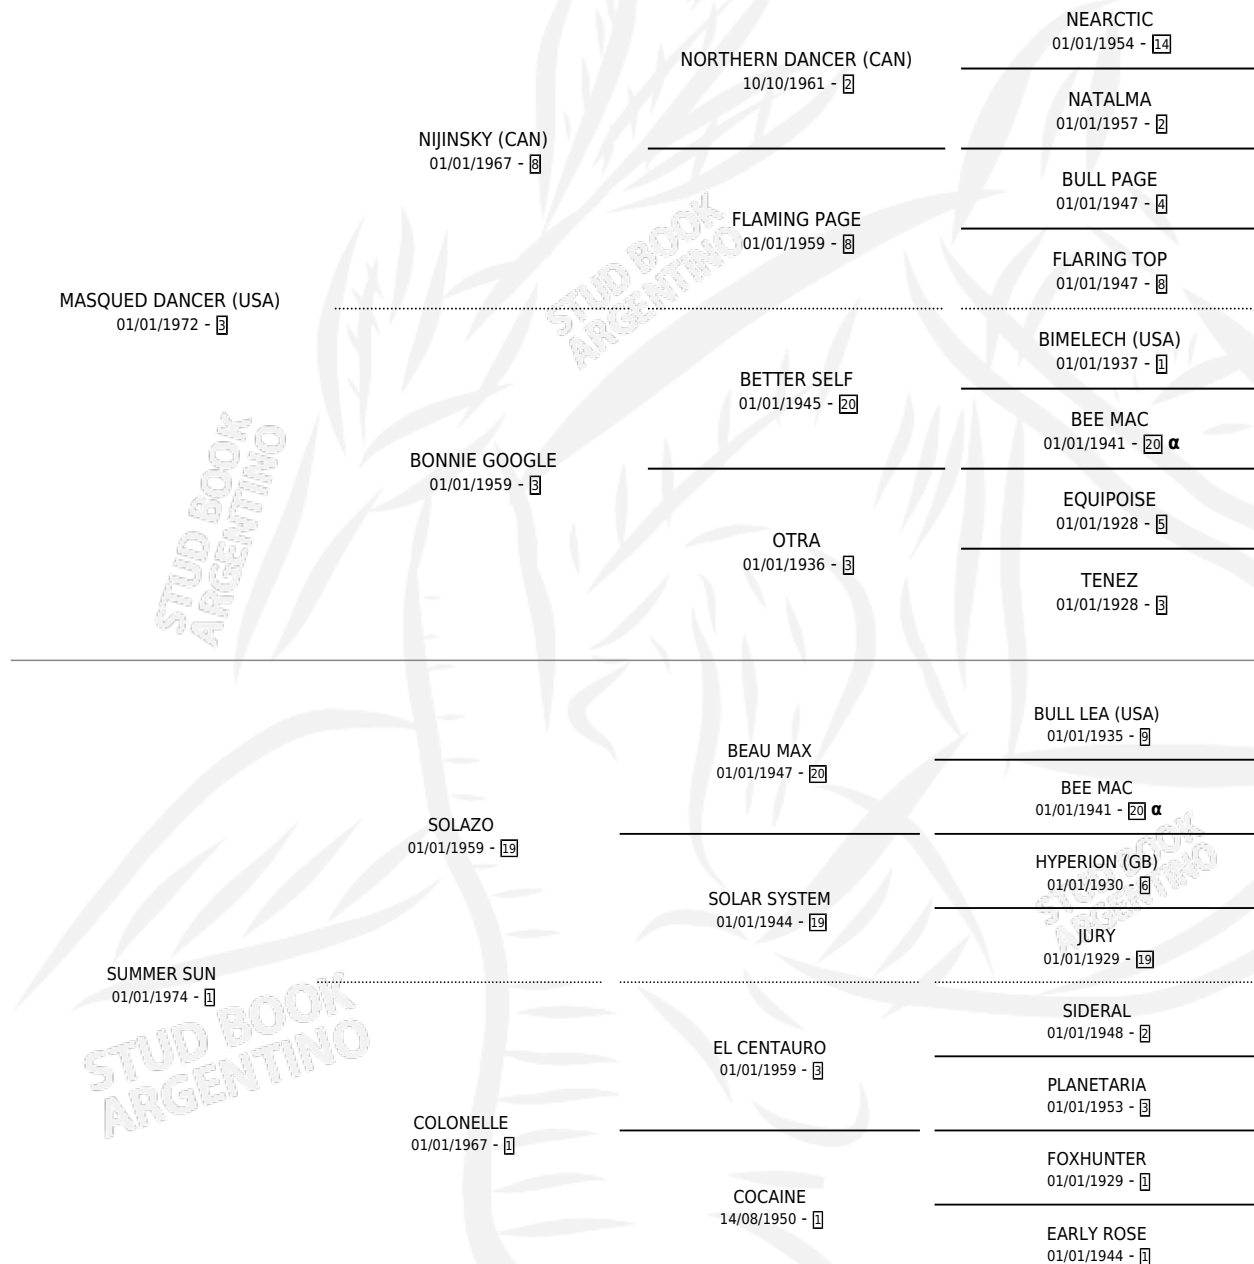 NEARCTIC
01/01/1954 - 14
NORTHERN DANCER (CAN)
10/10/1961 - 2
NATALMA
01/01/1957 - 2
NIJINSKY (CAN)
01/01/1967 - 8
BULL PAGE
01/01/1947 - 4
FLAMING PAGE
01/01/1959 - 8
FLARING TOP
01/01/1947 - 8
MASQUED DANCER (USA)
01/01/1972 - 3
BIMELECH (USA)
01/01/1937 - 1
BETTER SELF
01/01/1945 - 20
BEE MAC
01/01/1941 - 20 α
BONNIE GOOGLE
01/01/1959 - 3
EQUIPOISE
01/01/1928 - 5
OTRA
01/01/1936 - 3
TENEZ
01/01/1928 - 3
BULL LEA (USA)
01/01/1935 - 9
BEAU MAX
01/01/1947 - 20
BEE MAC
01/01/1941 - 20 α
SOLAZO
01/01/1959 - 19
HYPERION (GB)
01/01/1930 - 6
SOLAR SYSTEM
01/01/1944 - 19
JURY
01/01/1929 - 19
SUMMER SUN
01/01/1974 - 1
SIDERAL
01/01/1948 - 2
EL CENTAURO
01/01/1959 - 3
PLANETARIA
01/01/1953 - 3
COLONELLE
01/01/1967 - 1
FOXHUNTER
01/01/1929 - 1
COCAINE
14/08/1950 - 1
EARLY ROSE
01/01/1944 - 1
STUD BOOK
ARGENTINO
STUD BOOK
ARGENTINO
STUD BOOK
ARGENTINO
STUD BOOK
ARGENTINO